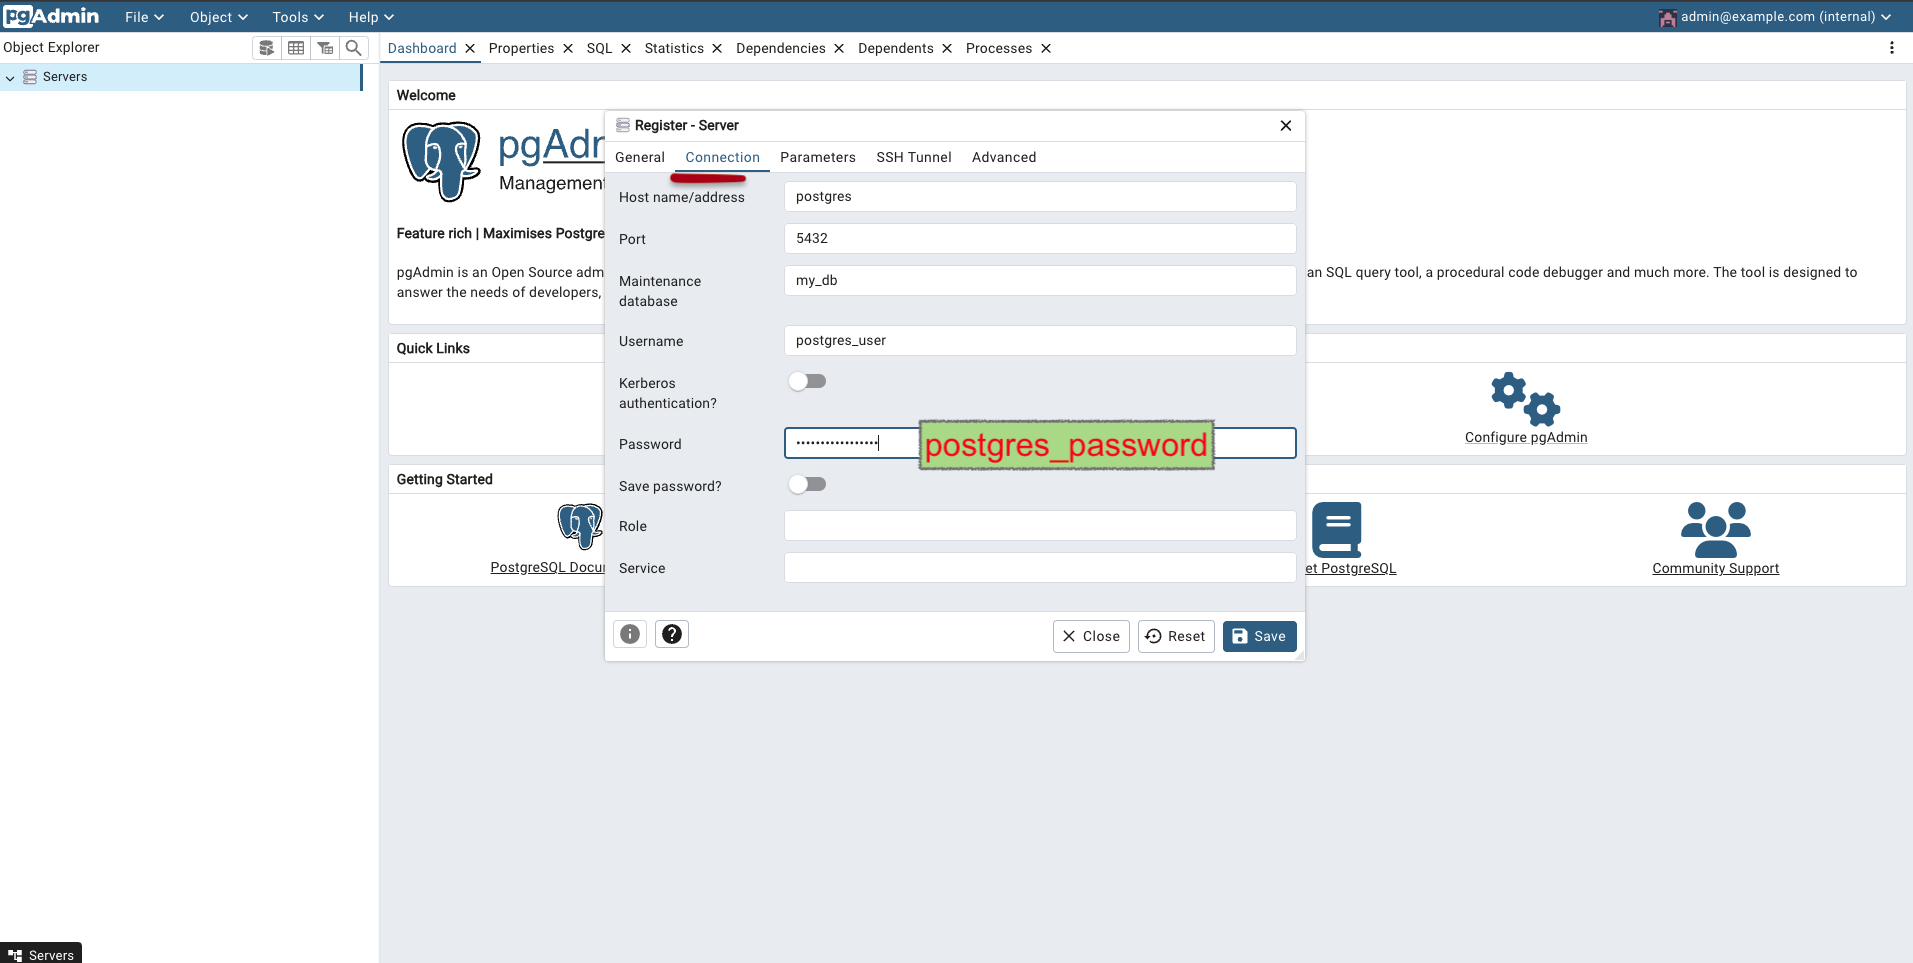 pgAdmin File Object Tools Help admin@example.com (internal)
Object Explorer
Dashboard Properties SQL Statistics Dependencies Dependents Processes
Servers
Welcome
pgAdm
Management
Feature rich | Maximises Postgre
pgAdmin is an Open Source adm an SQL query tool, a procedural code debugger and much more. The tool is designed to
answer the needs of developers,
Register - Server
General Connection Parameters SSH Tunnel Advanced
Host name/address postgres
Port 5432
Maintenance
database
my_db
Username postgres_user
Kerberos
authentication?
Password •••••••••••••••••
postgres_password
Save password?
Role
Service
Close Reset Save
Quick Links
Configure pgAdmin
Getting Started
PostgreSQL Docu
et PostgreSQL
Community Support
Servers